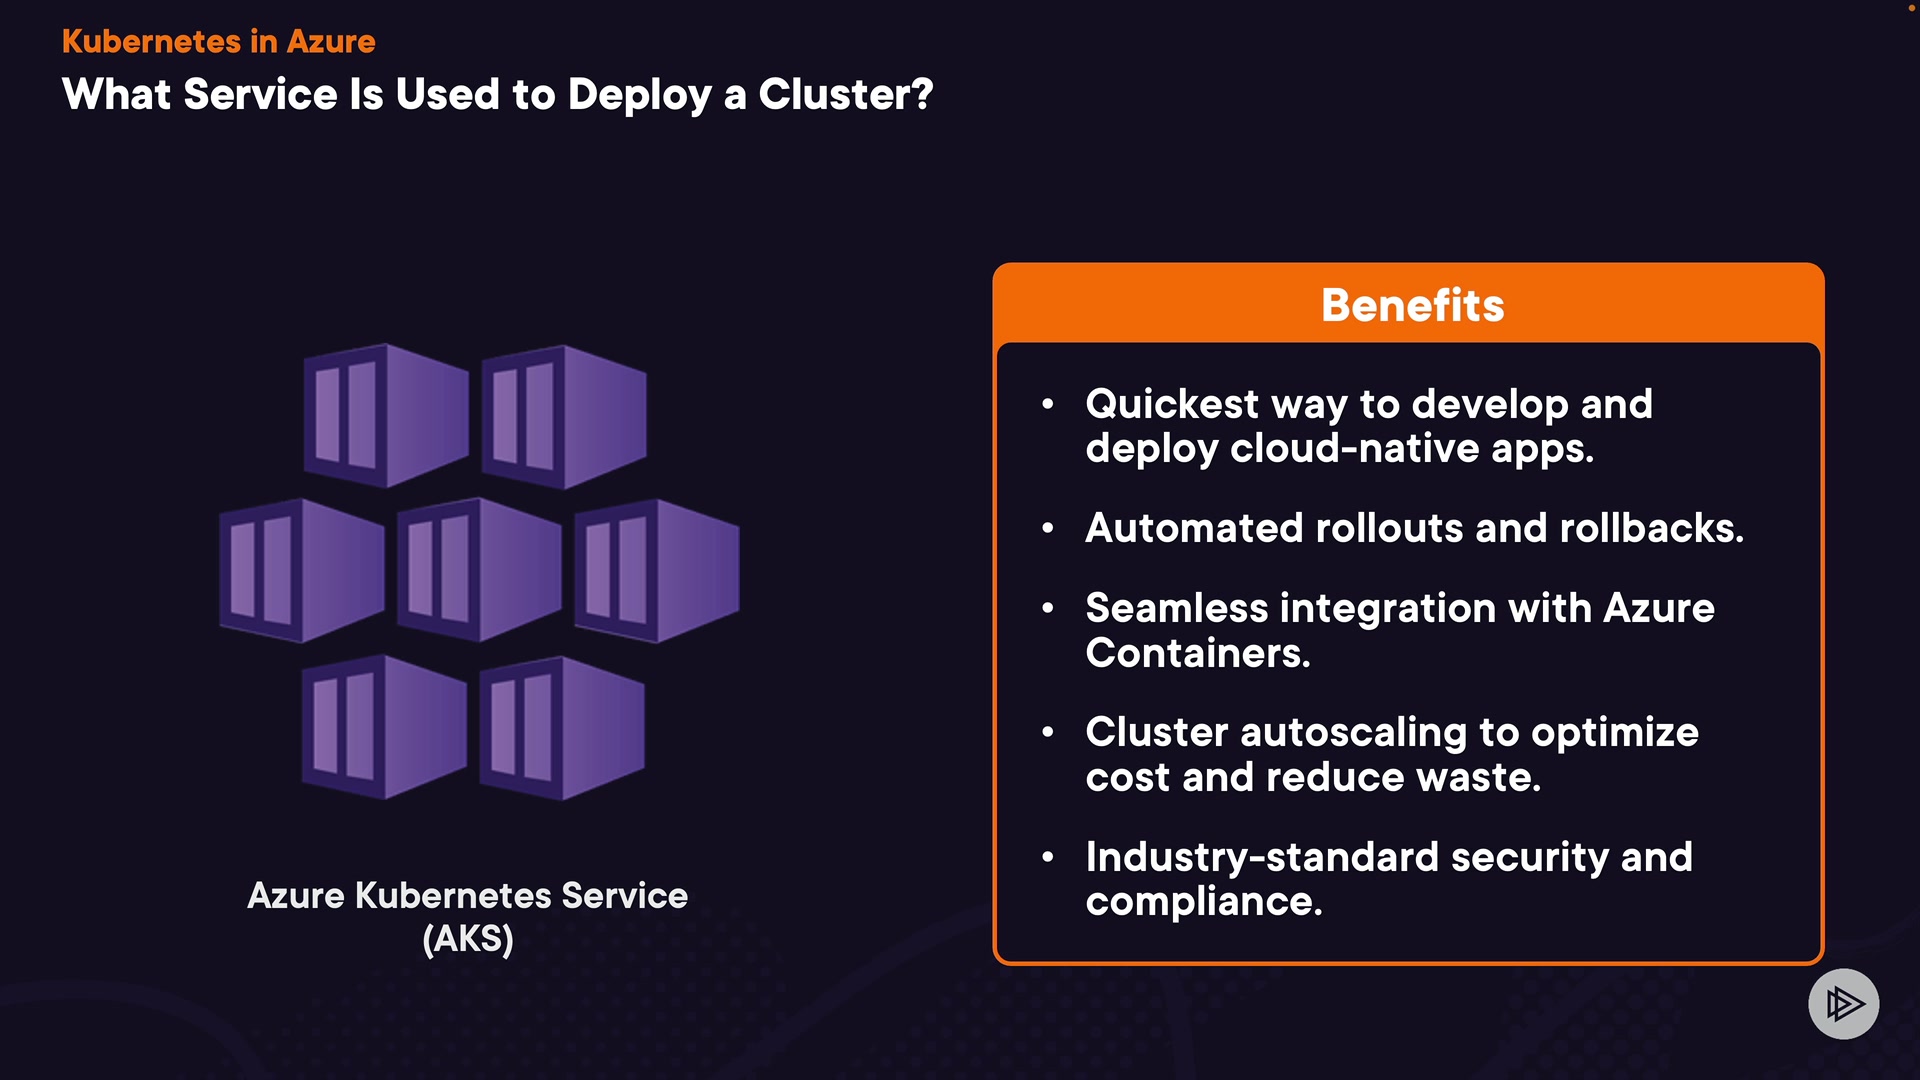 Kubernetes in Azure
What Service Is Used to Deploy a Cluster?
Azure Kubernetes Service
(AKS)
Benefits
• Quickest way to develop and
deploy cloud-native apps.
• Automated rollouts and rollbacks.
• Seamless integration with Azure
Containers.
• Cluster autoscaling to optimize
cost and reduce waste.
• Industry-standard security and
compliance.